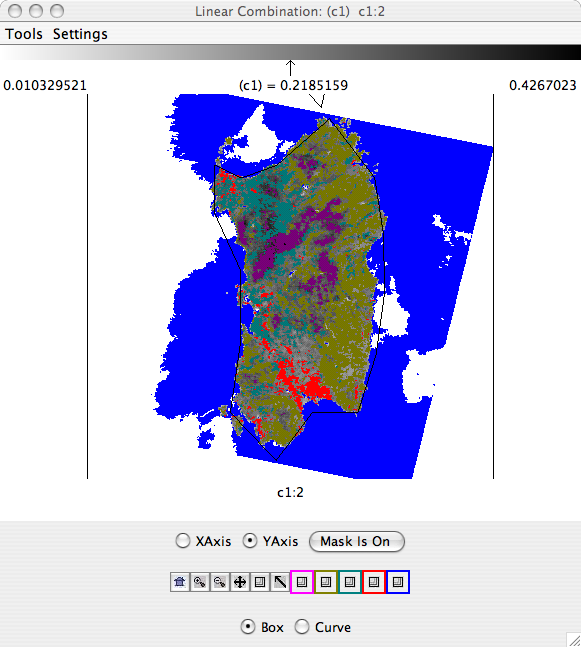 Linear Combination: (c1) c1:2
Tools Settings
0.010329521 (c1) = 0.2185159 0.4267023
c1:2
XAxis YAxis Mask Is On
Box Curve